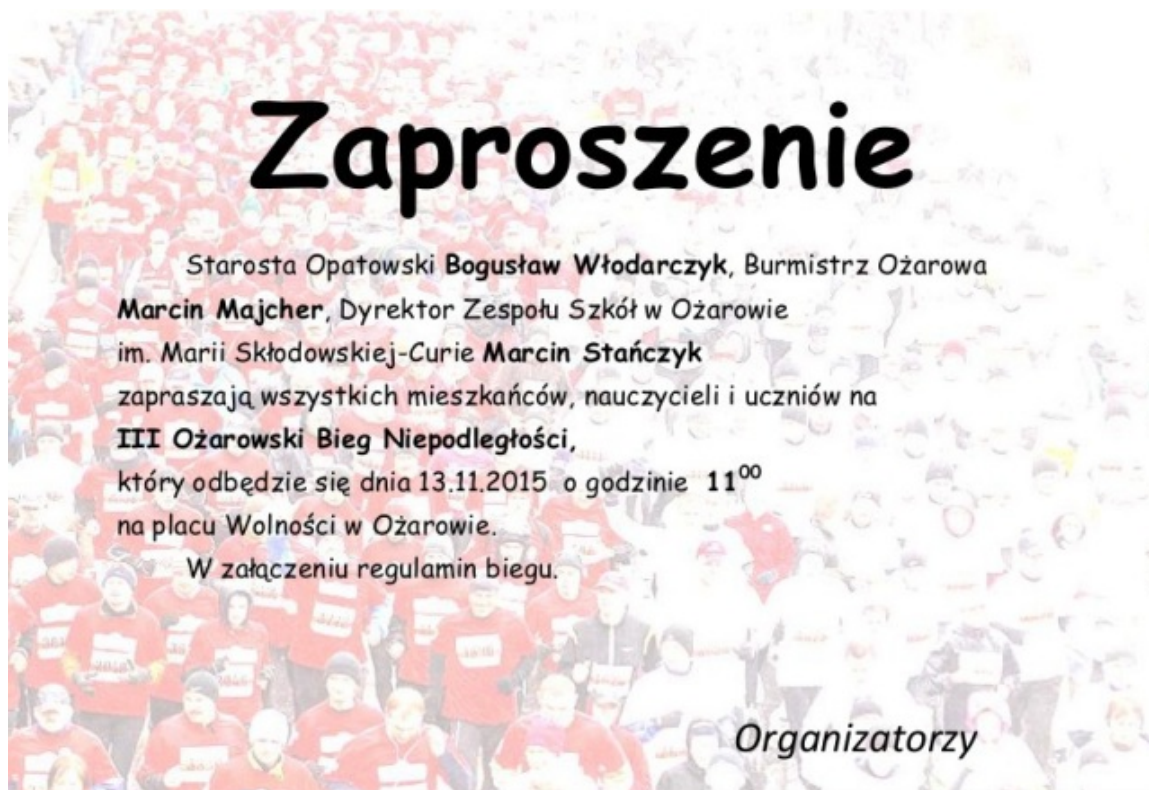 Zaproszenie
Starosta Opatowski Bogusław Włodarczyk, Burmistrz Ożarowa
Marcin Majcher, Dyrektor Zespołu Szkół w Ożarowie
im. Marii Skłodowskiej-Curie Marcin Stańczyk
zapraszają wszystkich mieszkańców, nauczycieli i uczniów na
III Ożarowski Bieg Niepodległości,
który odbędzie się dnia 13.11.2015 o godzinie 11⁰⁰
na placu Wolności w Ożarowie.
W załączeniu regulamin biegu.
Organizatorzy